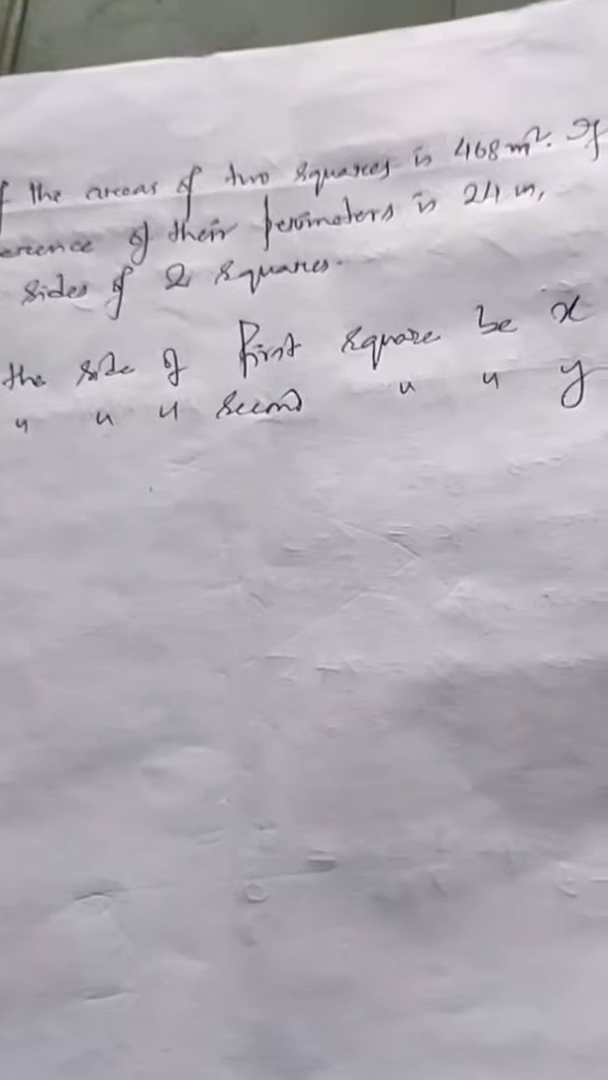 the areas of two squares is 468 m². If
of their perimeters is 24 m,
sides of 2 squares.
the side of first square be x
" " " second " " y